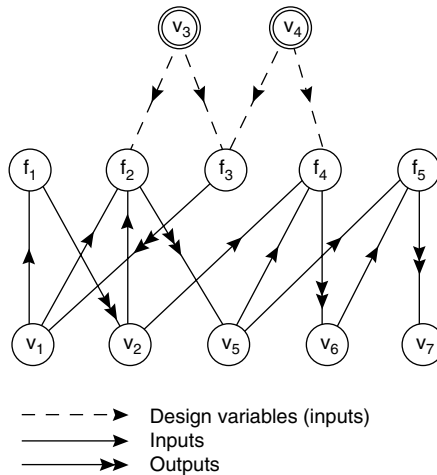 v3 v4
f1 f2 f3 f4 f5
v1 v2 v5 v6 v7
Design variables (inputs)
Inputs
Outputs